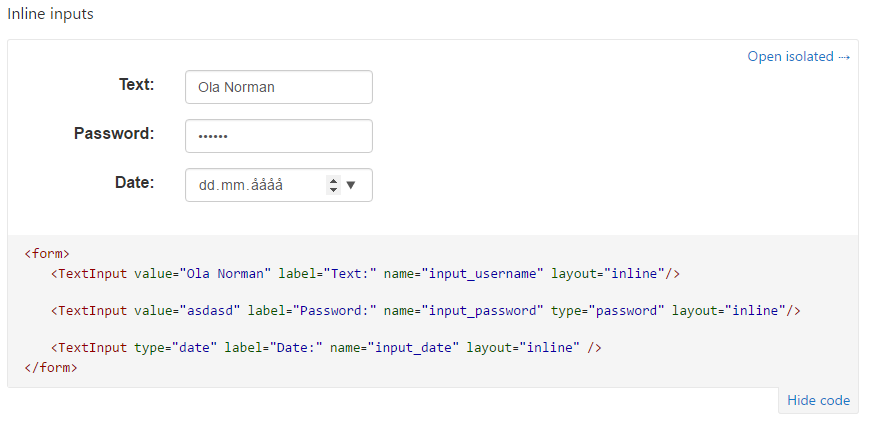 Inline inputs
Open isolated ⇢
Text: Ola Norman
Password: ••••••
Date: dd.mm.åååå
<form>
<TextInput value="Ola Norman" label="Text:" name="input_username" layout="inline"/>
<TextInput value="asdasd" label="Password:" name="input_password" type="password" layout="inline"/>
<TextInput type="date" label="Date:" name="input_date" layout="inline" />
</form>
Hide code